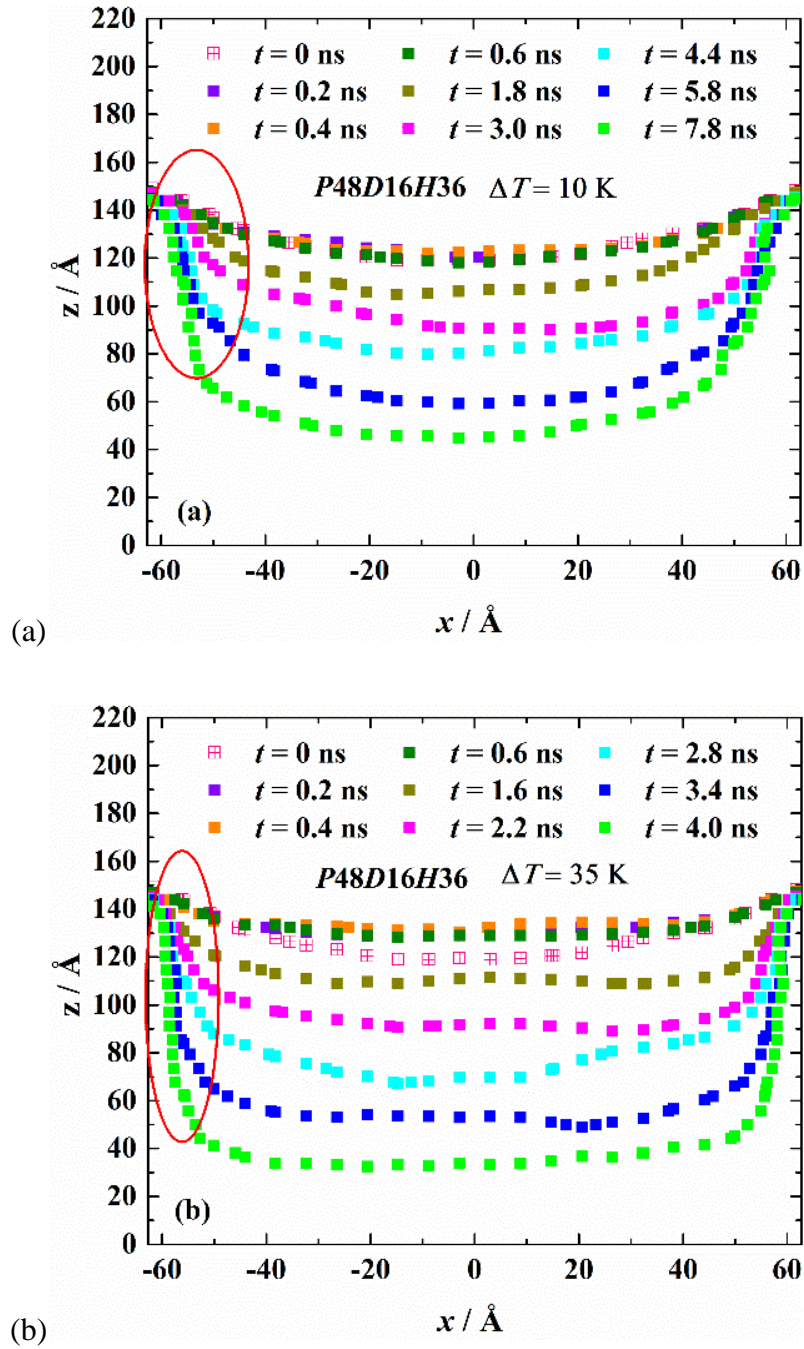 220
200
180
160
140
120
100
80
60
40
20
0
z / Å
t = 0 ns t = 0.6 ns t = 4.4 ns
t = 0.2 ns t = 1.8 ns t = 5.8 ns
t = 0.4 ns t = 3.0 ns t = 7.8 ns
P48D16H36 ΔT = 10 K
(a)
-60 -40 -20 0 20 40 60
x / Å
(a)
220
200
180
160
140
120
100
80
60
40
20
0
z / Å
t = 0 ns t = 0.6 ns t = 2.8 ns
t = 0.2 ns t = 1.6 ns t = 3.4 ns
t = 0.4 ns t = 2.2 ns t = 4.0 ns
P48D16H36 ΔT = 35 K
(b)
-60 -40 -20 0 20 40 60
x / Å
(b)